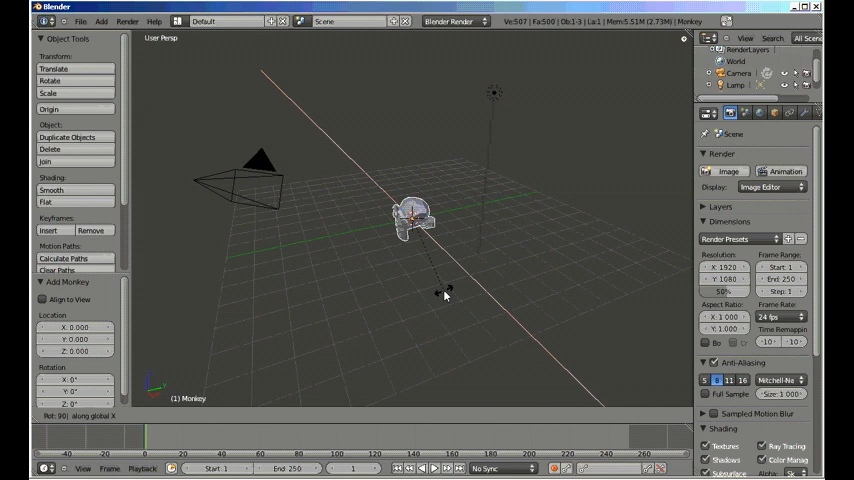 Blender
File Add Render Help Default Scene Blender Render Ve:507 | Fa:500 | Ob:1-3 | La:1 | Mem:5.51M (2.73M) | Monkey
Object Tools
Transform:
Translate
Rotate
Scale
Origin
Object:
Duplicate Objects
Delete
Join
Shading:
Smooth
Flat
Keyframes:
Insert Remove
Motion Paths:
Calculate Paths
Clear Paths
Add Monkey
Align to View
Location
X: 0.000
Y: 0.000
Z: 0.000
Rotation
X: 0°
Y: 0°
Z: 0°
User Persp
(1) Monkey
Rot: 90| along global X
View Search All Scen
RenderLayers
World
Camera
Lamp
Scene
Render
Image Animation
Display: Image Editor
Layers
Dimensions
Render Presets
Resolution: Frame Range:
X: 1920 Start: 1
Y: 1080 End: 250
50% Step: 1
Aspect Ratio: Frame Rate:
X: 1.000 24 fps
Y: 1.000 Time Remappin
Bo
Anti-Aliasing
5 8 11 16 Mitchell-Ne
Full Sample Size: 1.000
Sampled Motion Blur
Shading
Textures Ray Tracing
Shadows Color Manag
Subsurface Alpha: Sk
-40 -20 0 20 40 60 80 100 120 140 160 180 200 220 240 260
View Frame Playback Start: 1 End: 250 1 No Sync